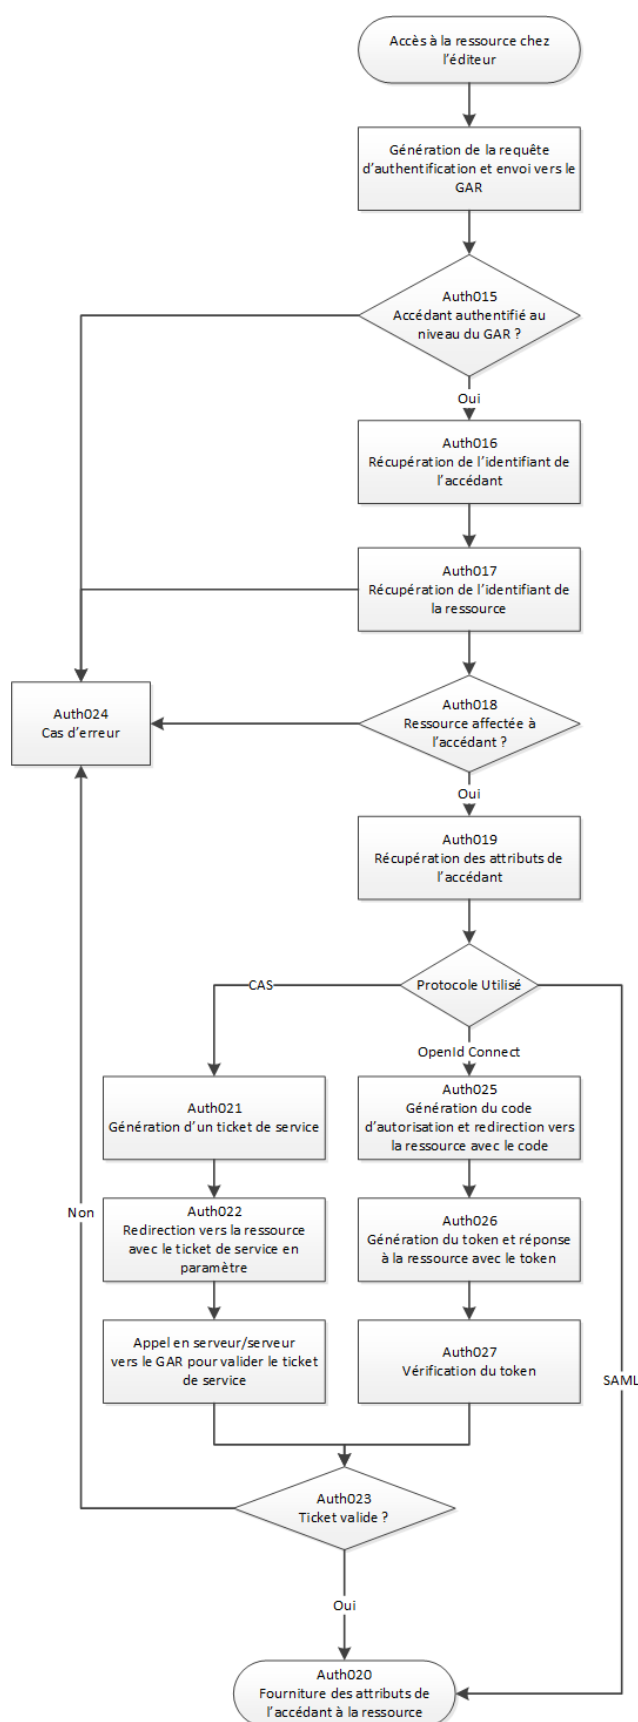 Accès à la ressource chez
l'éditeur
Génération de la requête
d'authentification et envoi vers le
GAR
Auth015
Accédant authentifié au
niveau du GAR ?
Oui
Auth016
Récupération de l'identifiant de
l'accédant
Auth017
Récupération de l'identifiant de
la ressource
Auth024
Cas d'erreur
Auth018
Ressource affectée à
l'accédant ?
Oui
Auth019
Récupération des attributs de
l'accédant
Protocole Utilisé
CAS
OpenId Connect
Auth021
Génération d'un ticket de service
Auth025
Génération du code
d'autorisation et redirection vers
la ressource avec le code
Non
Auth022
Redirection vers la ressource
avec le ticket de service en
paramètre
Auth026
Génération du token et réponse
à la ressource avec le token
Appel en serveur/serveur
vers le GAR pour valider le ticket
de service
Auth027
Vérification du token
SAML
Auth023
Ticket valide ?
Oui
Auth020
Fourniture des attributs de
l'accédant à la ressource